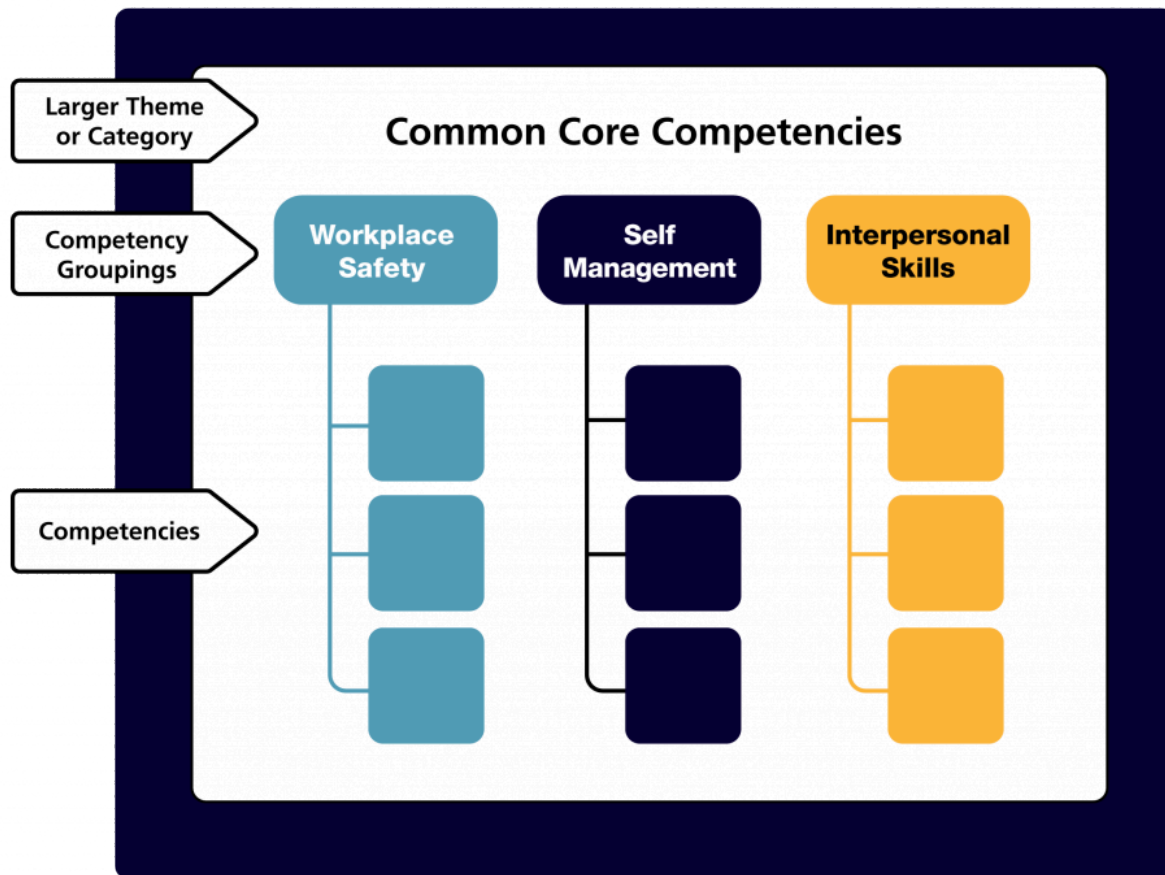 Larger Theme
or Category
Common Core Competencies
Competency
Groupings
Workplace
Safety
Self
Management
Interpersonal
Skills
Competencies